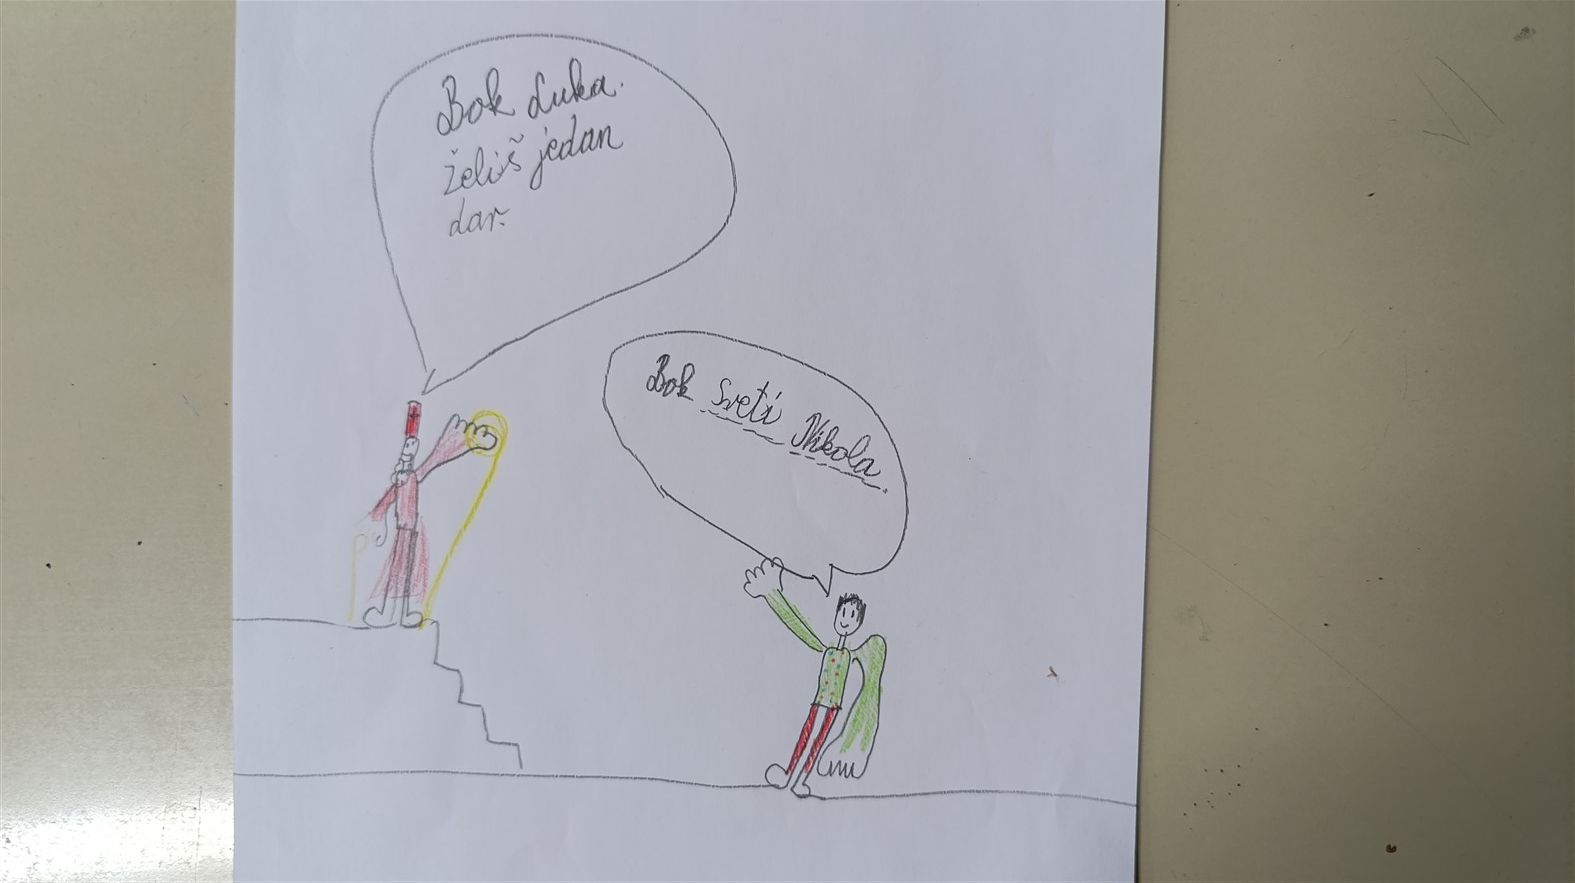 Bok Luka.
želiš jedan
dar.
Bok sveti Nikola.